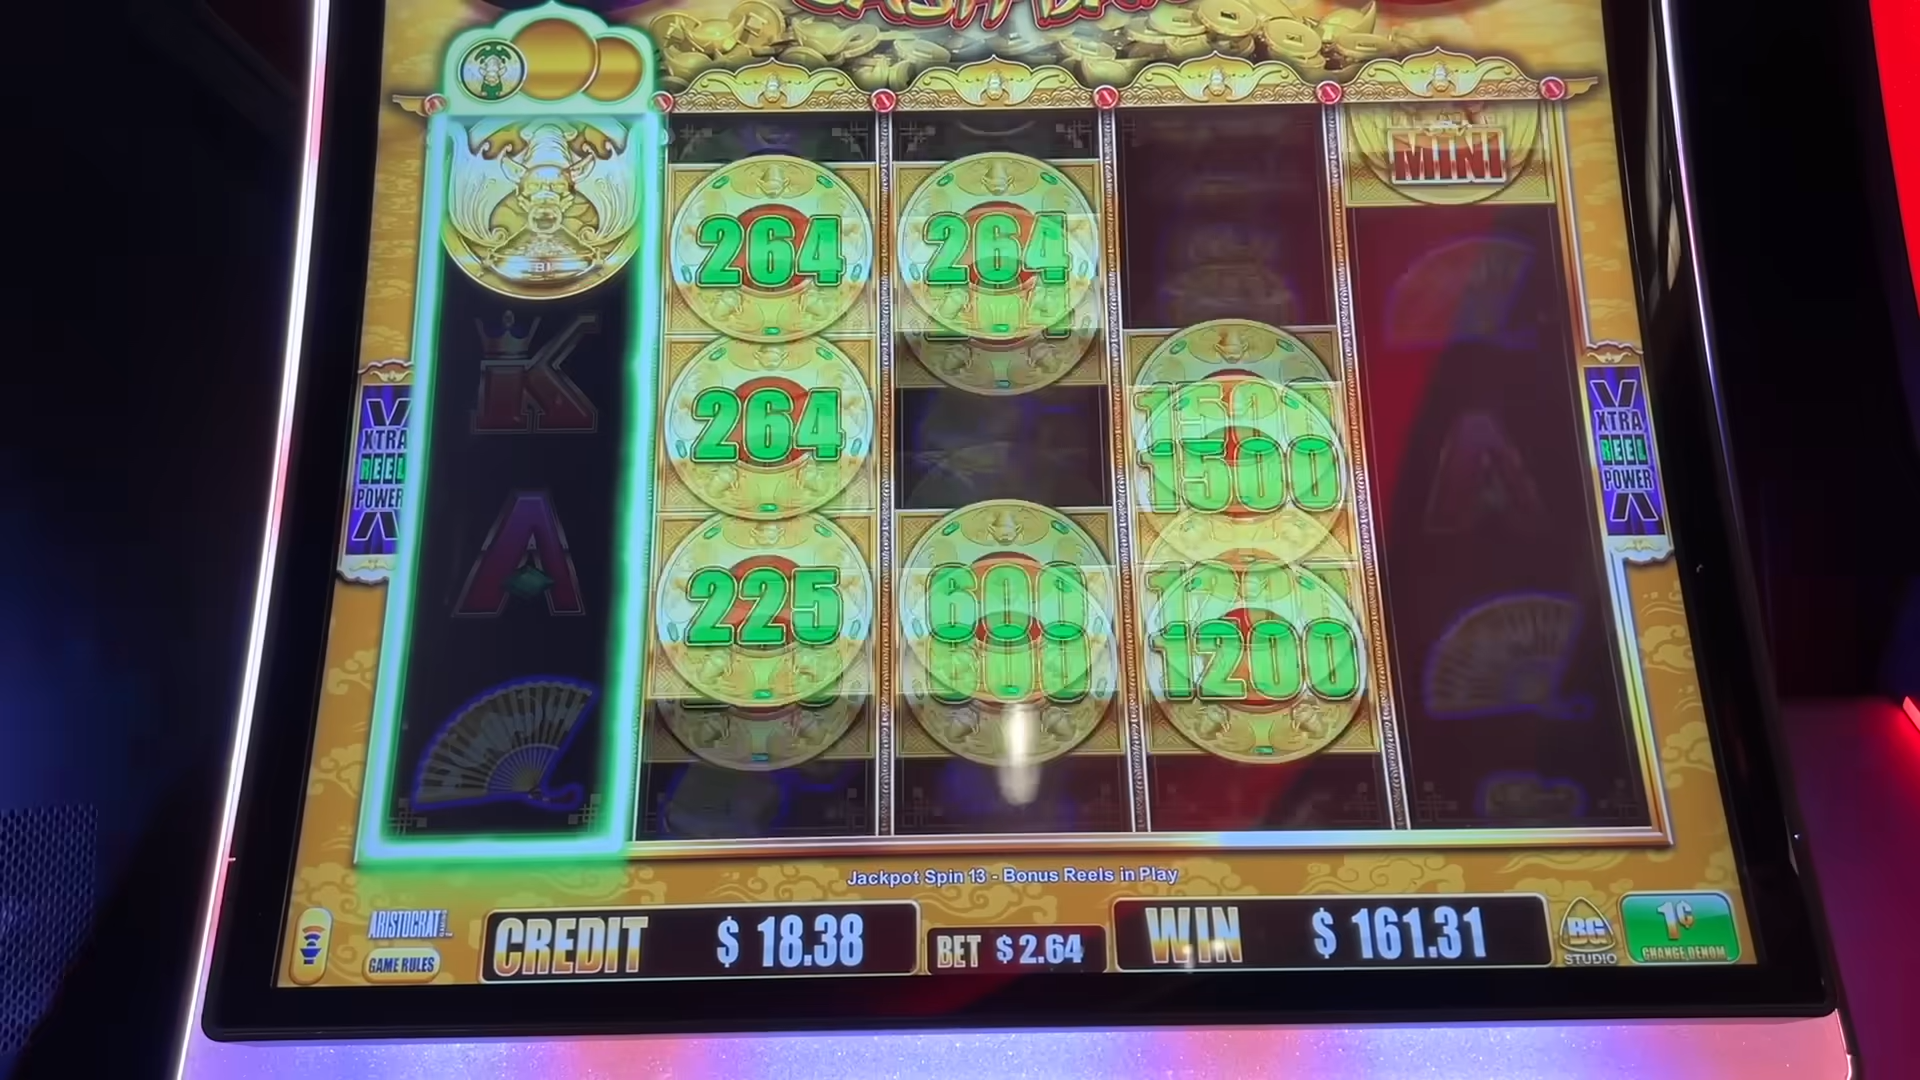 MINI
264 264
264
1500
1500
225 600 1200
K
A
XTRA
REEL
POWER
XTRA
REEL
POWER
Jackpot Spin 13 - Bonus Reels in Play
ARISTOCRAT
GAME RULES
CREDIT $ 18.38
BET $ 2.64
WIN $ 161.31
BG
STUDIO
1¢
CHANGE DENOM